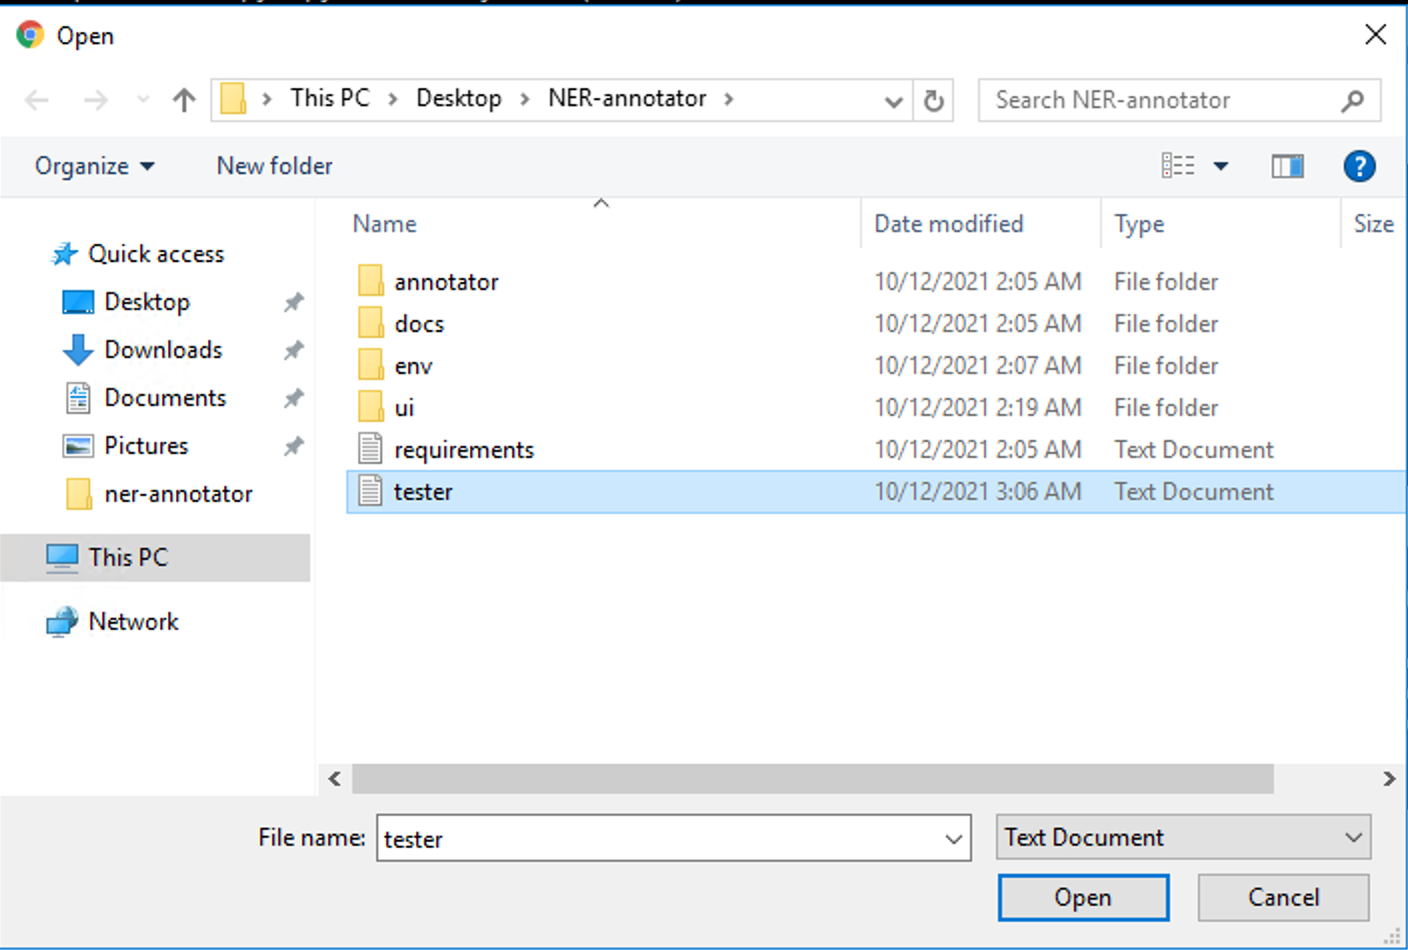 Open
This PC Desktop NER-annotator
Search NER-annotator
Organize New folder
Name Date modified Type Size
Quick access
Desktop
Downloads
Documents
Pictures
ner-annotator
This PC
Network
annotator 10/12/2021 2:05 AM File folder
docs 10/12/2021 2:05 AM File folder
env 10/12/2021 2:07 AM File folder
ui 10/12/2021 2:19 AM File folder
requirements 10/12/2021 2:05 AM Text Document
tester 10/12/2021 3:06 AM Text Document
File name: tester Text Document
Open Cancel